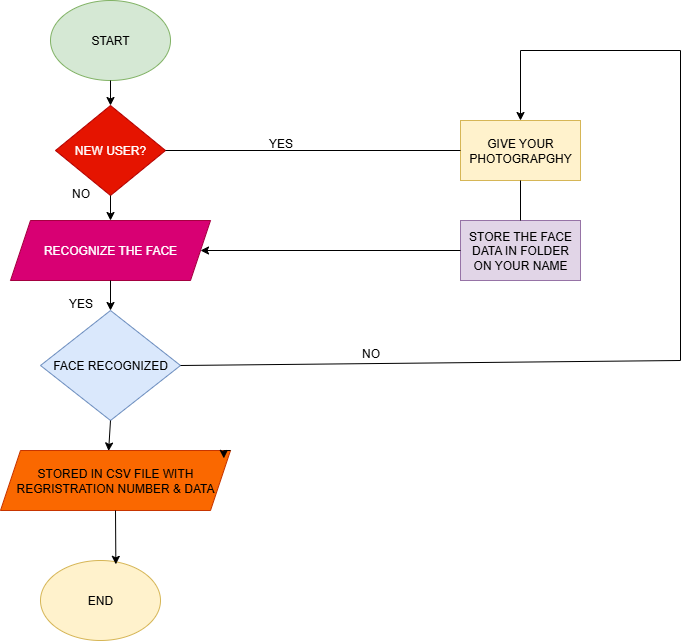 START
NEW USER?
YES
GIVE YOUR
PHOTOGRAPGHY
NO
RECOGNIZE THE FACE
STORE THE FACE
DATA IN FOLDER
ON YOUR NAME
YES
FACE RECOGNIZED
NO
STORED IN CSV FILE WITH
REGRISTRATION NUMBER & DATA
END